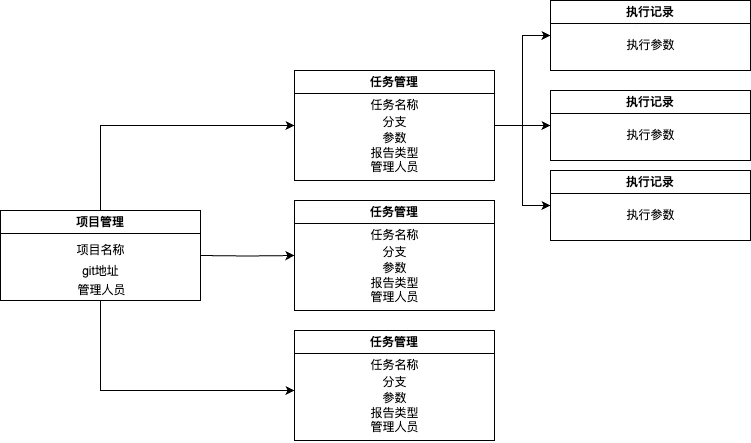 项目管理
项目名称
git地址
管理人员
任务管理
任务名称
分支
参数
报告类型
管理人员
任务管理
任务名称
分支
参数
报告类型
管理人员
任务管理
任务名称
分支
参数
报告类型
管理人员
执行记录
执行参数
执行记录
执行参数
执行记录
执行参数